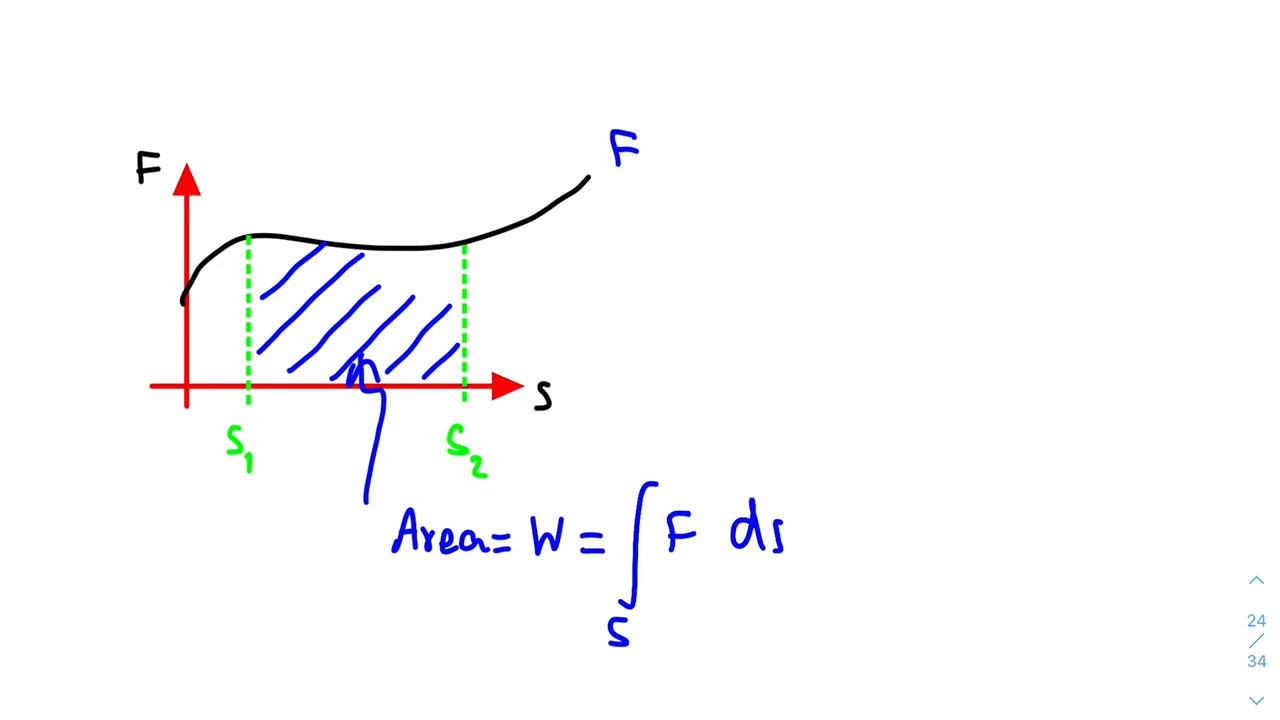 F
F
S
S1
S2
Area = W = ∫S F ds
24
/
34